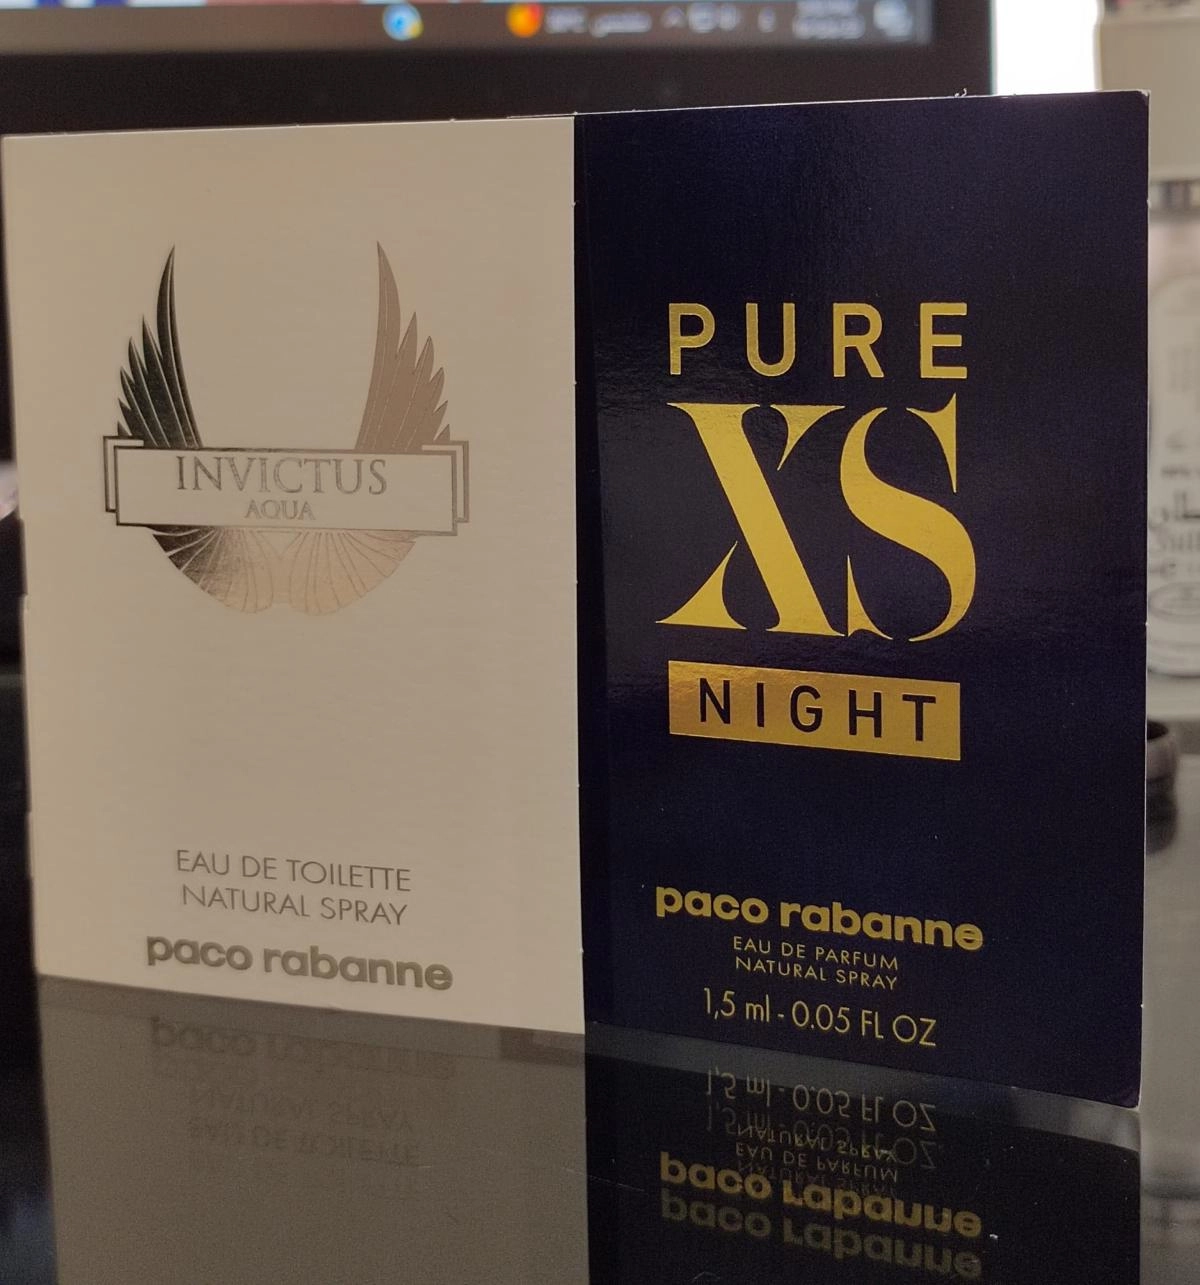 INVICTUS
AQUA
EAU DE TOILETTE
NATURAL SPRAY
paco rabanne
PURE
XS
NIGHT
paco rabanne
EAU DE PARFUM
NATURAL SPRAY
1,5 ml - 0.05 FL OZ